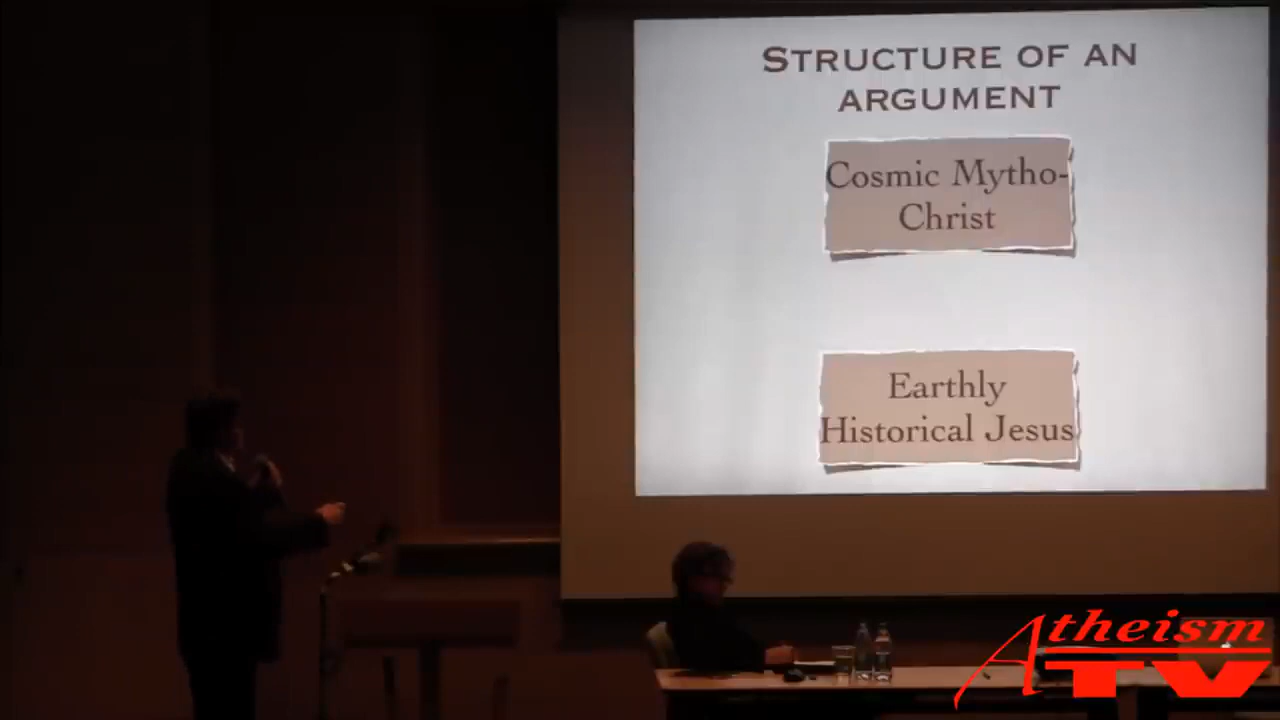 STRUCTURE OF AN
ARGUMENT
Cosmic Mytho-
Christ
Earthly
Historical Jesus
Atheism
TV